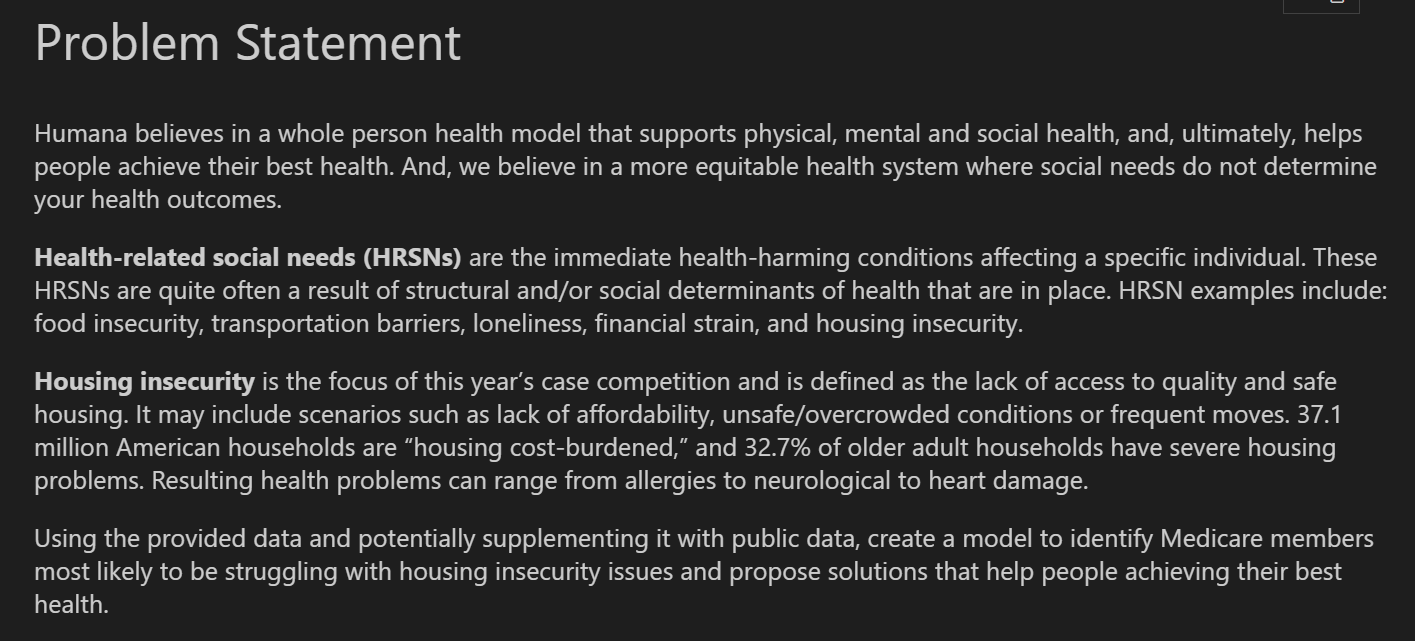 Problem Statement
Humana believes in a whole person health model that supports physical, mental and social health, and, ultimately, helps
people achieve their best health. And, we believe in a more equitable health system where social needs do not determine
your health outcomes.
Health-related social needs (HRSNs) are the immediate health-harming conditions affecting a specific individual. These
HRSNs are quite often a result of structural and/or social determinants of health that are in place. HRSN examples include:
food insecurity, transportation barriers, loneliness, financial strain, and housing insecurity.
Housing insecurity is the focus of this year’s case competition and is defined as the lack of access to quality and safe
housing. It may include scenarios such as lack of affordability, unsafe/overcrowded conditions or frequent moves. 37.1
million American households are “housing cost-burdened,” and 32.7% of older adult households have severe housing
problems. Resulting health problems can range from allergies to neurological to heart damage.
Using the provided data and potentially supplementing it with public data, create a model to identify Medicare members
most likely to be struggling with housing insecurity issues and propose solutions that help people achieving their best
health.